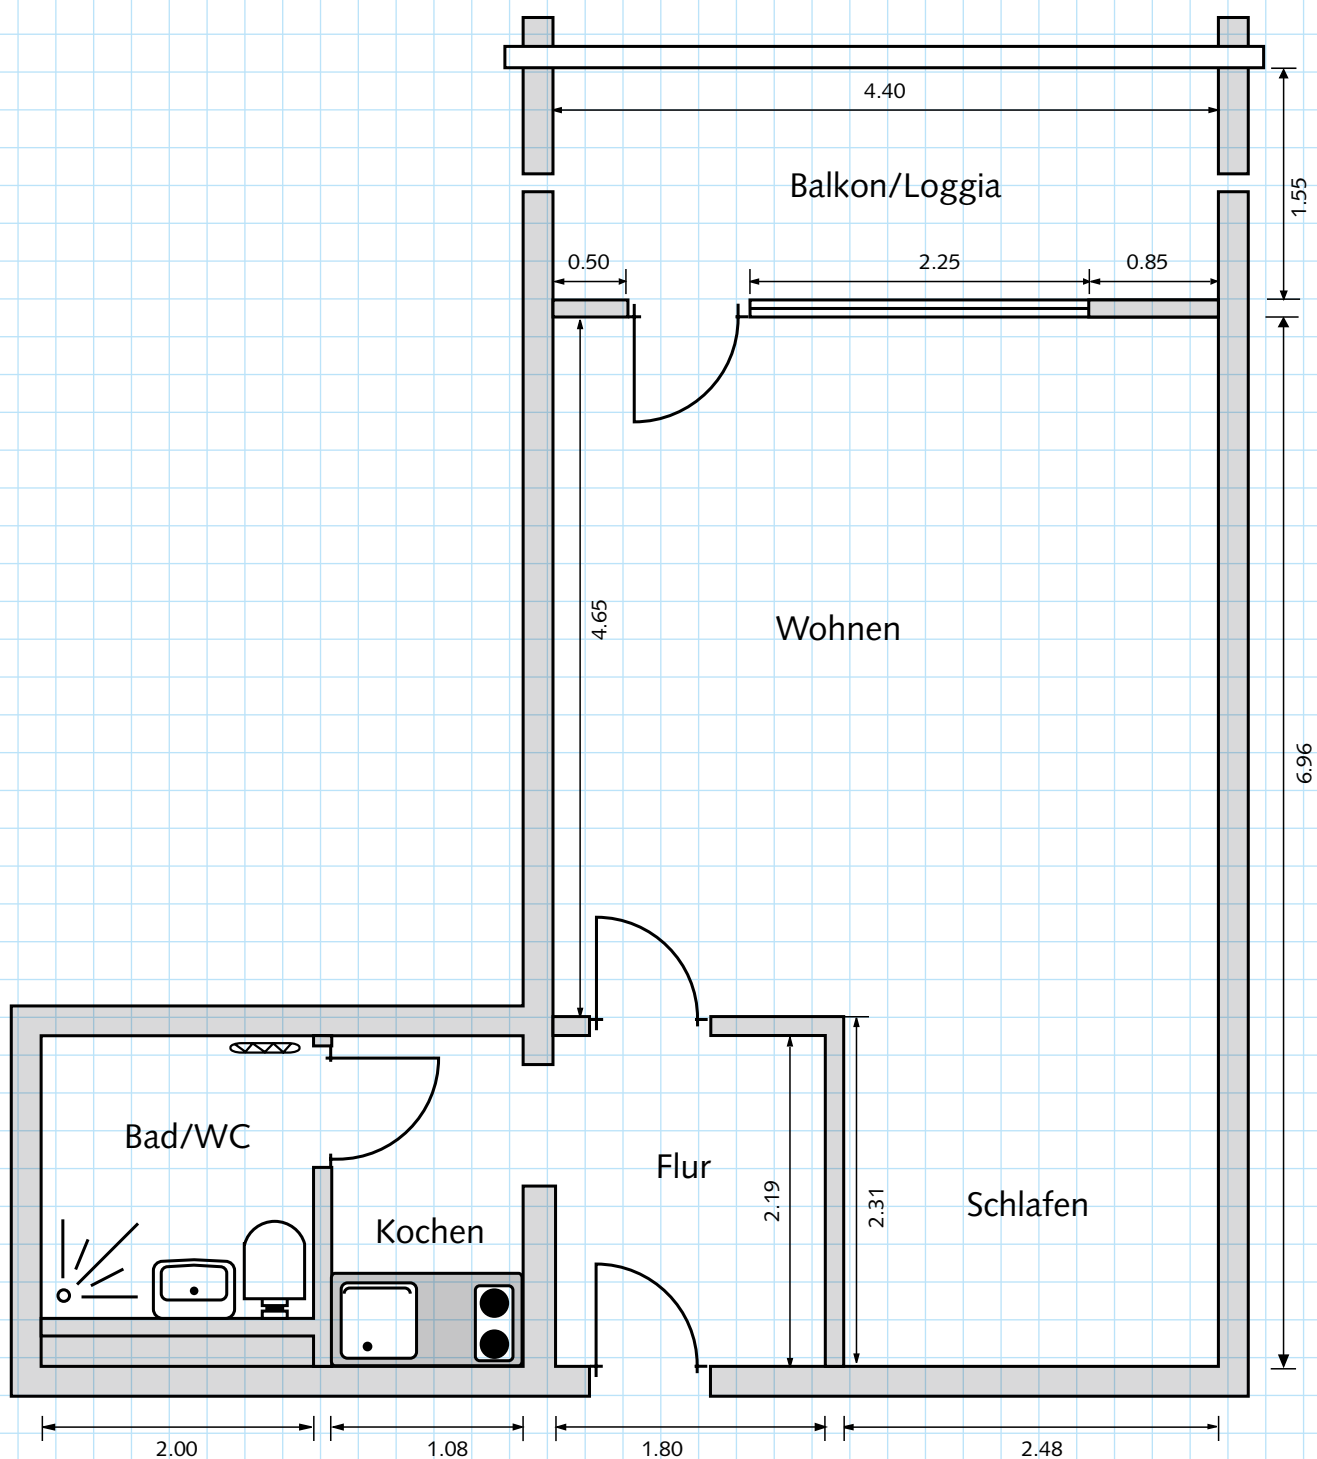 4.40
Balkon/Loggia
1.55
0.50
2.25
0.85
4.65
Wohnen
6.96
Bad/WC
Flur
2.19
2.31
Schlafen
Kochen
2.00
1.08
1.80
2.48